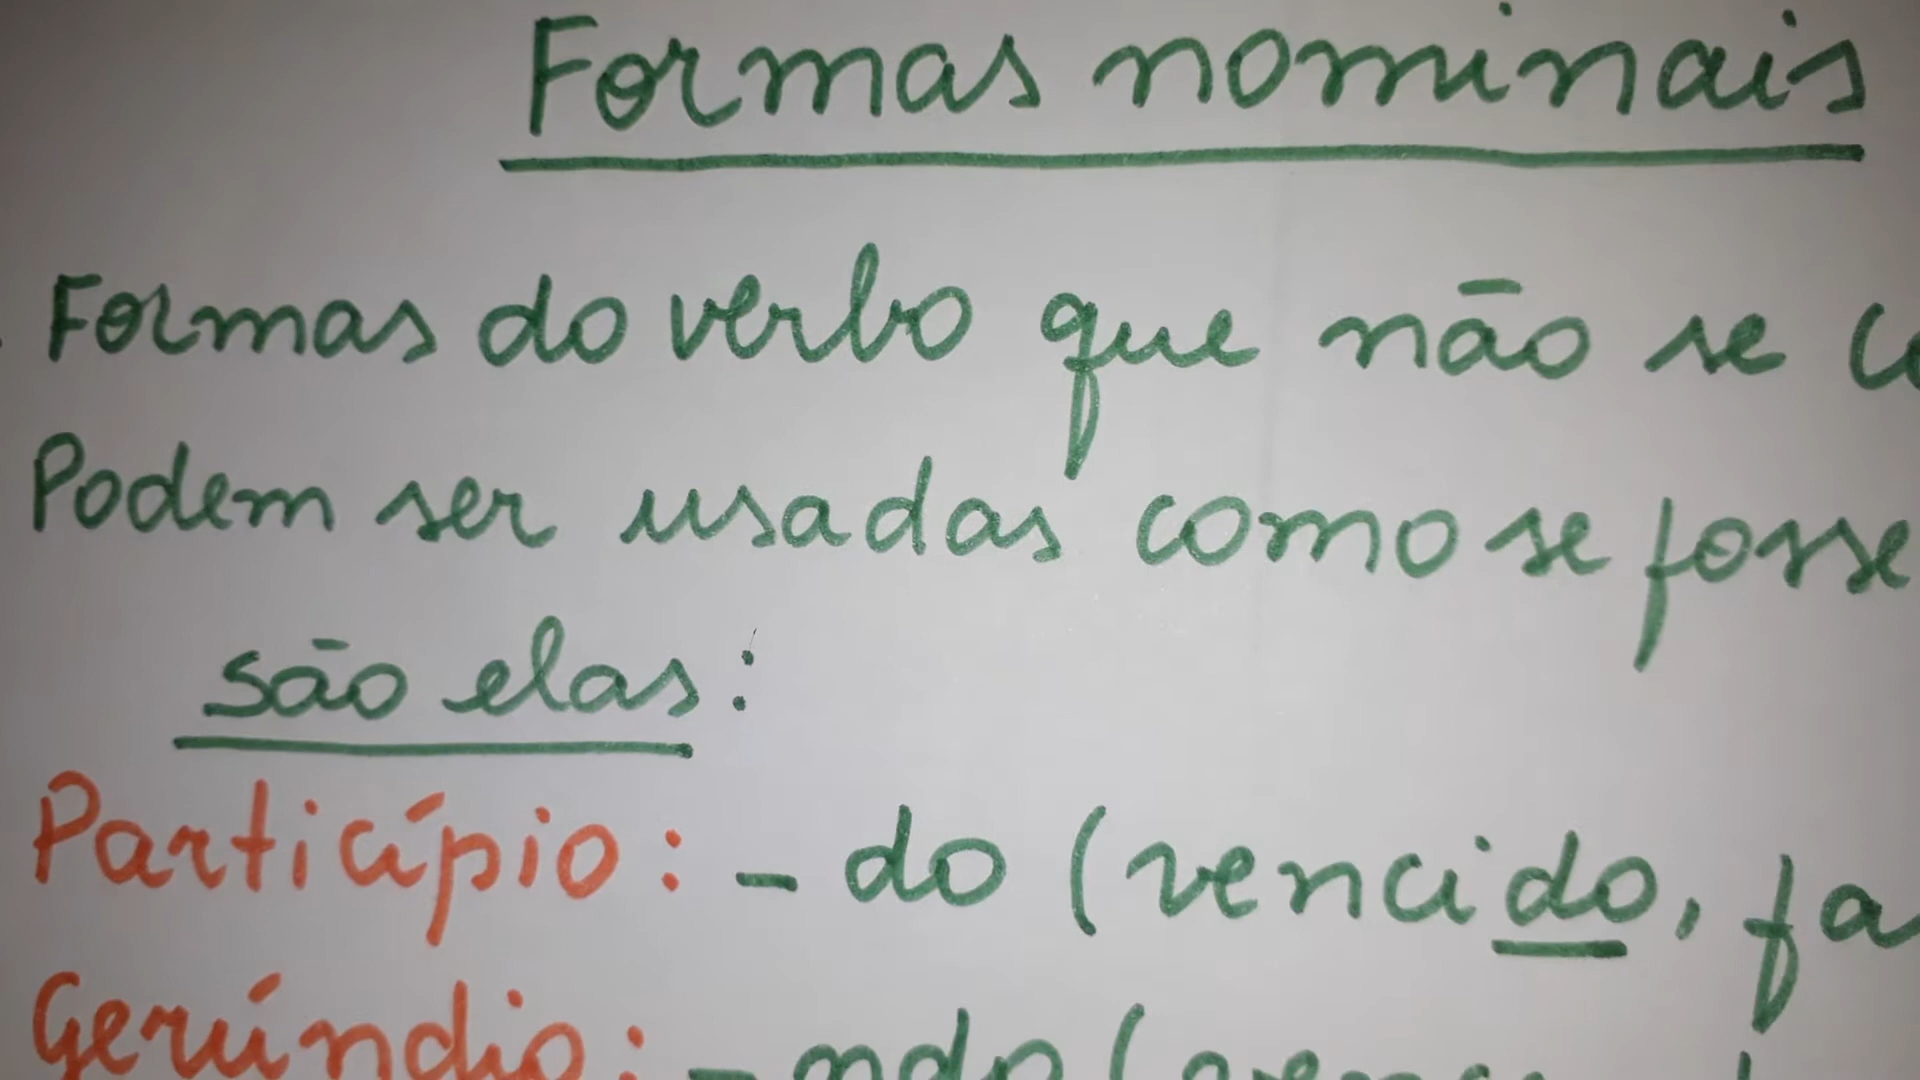 Formas nominais
Formas do verbo que não se
Podem ser usadas como se fosse
são elas:
Particípio: - do (vencido,
Gerúndio: - ndo (